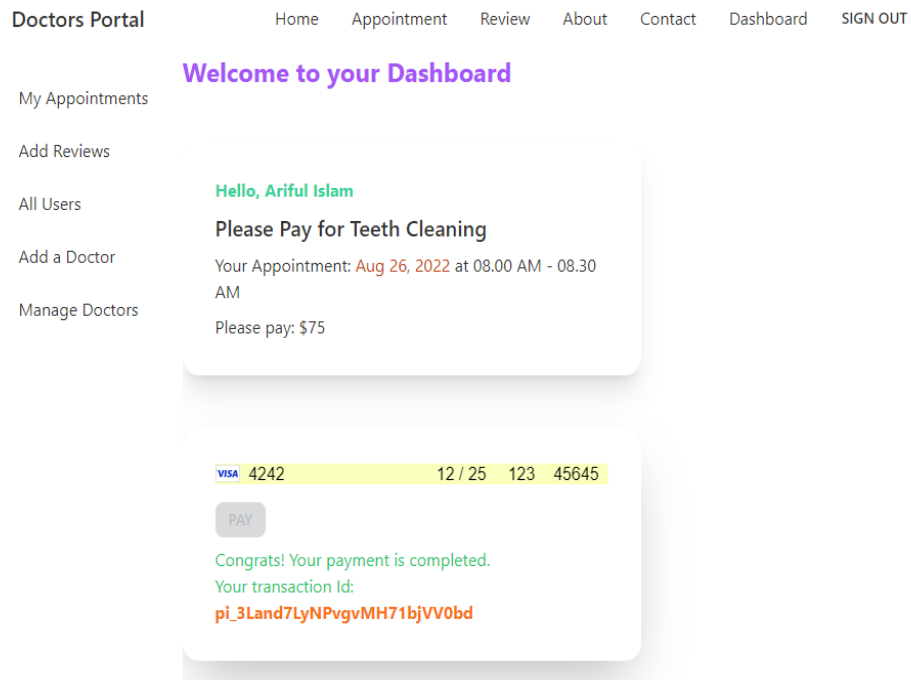 Doctors Portal
Home Appointment Review About Contact Dashboard SIGN OUT
My Appointments
Add Reviews
All Users
Add a Doctor
Manage Doctors
Welcome to your Dashboard
Hello, Ariful Islam
Please Pay for Teeth Cleaning
Your Appointment: Aug 26, 2022 at 08.00 AM - 08.30
AM
Please pay: $75
VISA 4242 12 / 25 123 45645
PAY
Congrats! Your payment is completed.
Your transaction Id:
pi_3Land7LyNPvgvMH71bjVV0bd